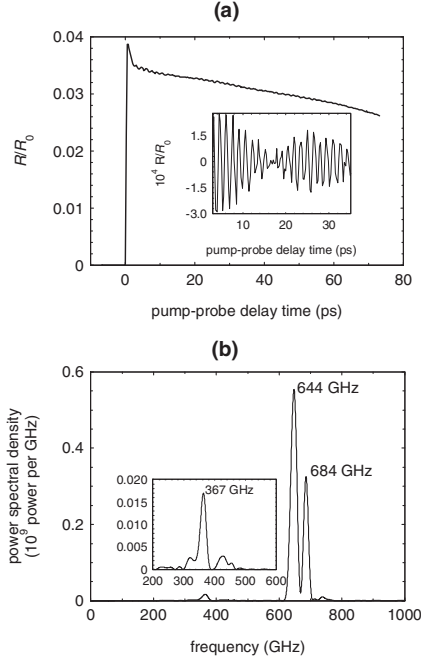 (a)
0.04
0.03
0.02
0.01
0.00
R/R0
1.5
0
-1.5
-3.0
10⁴ R/R0
10 20 30
pump-probe delay time (ps)
0 20 40 60 80
pump-probe delay time (ps)
(b)
0.6
0.4
0.2
0
power spectral density
(10⁹ power per GHz)
644 GHz
684 GHz
0.020
0.015
0.010
0.005
0.000
367 GHz
200 300 400 500 600
0 200 400 600 800 1000
frequency (GHz)